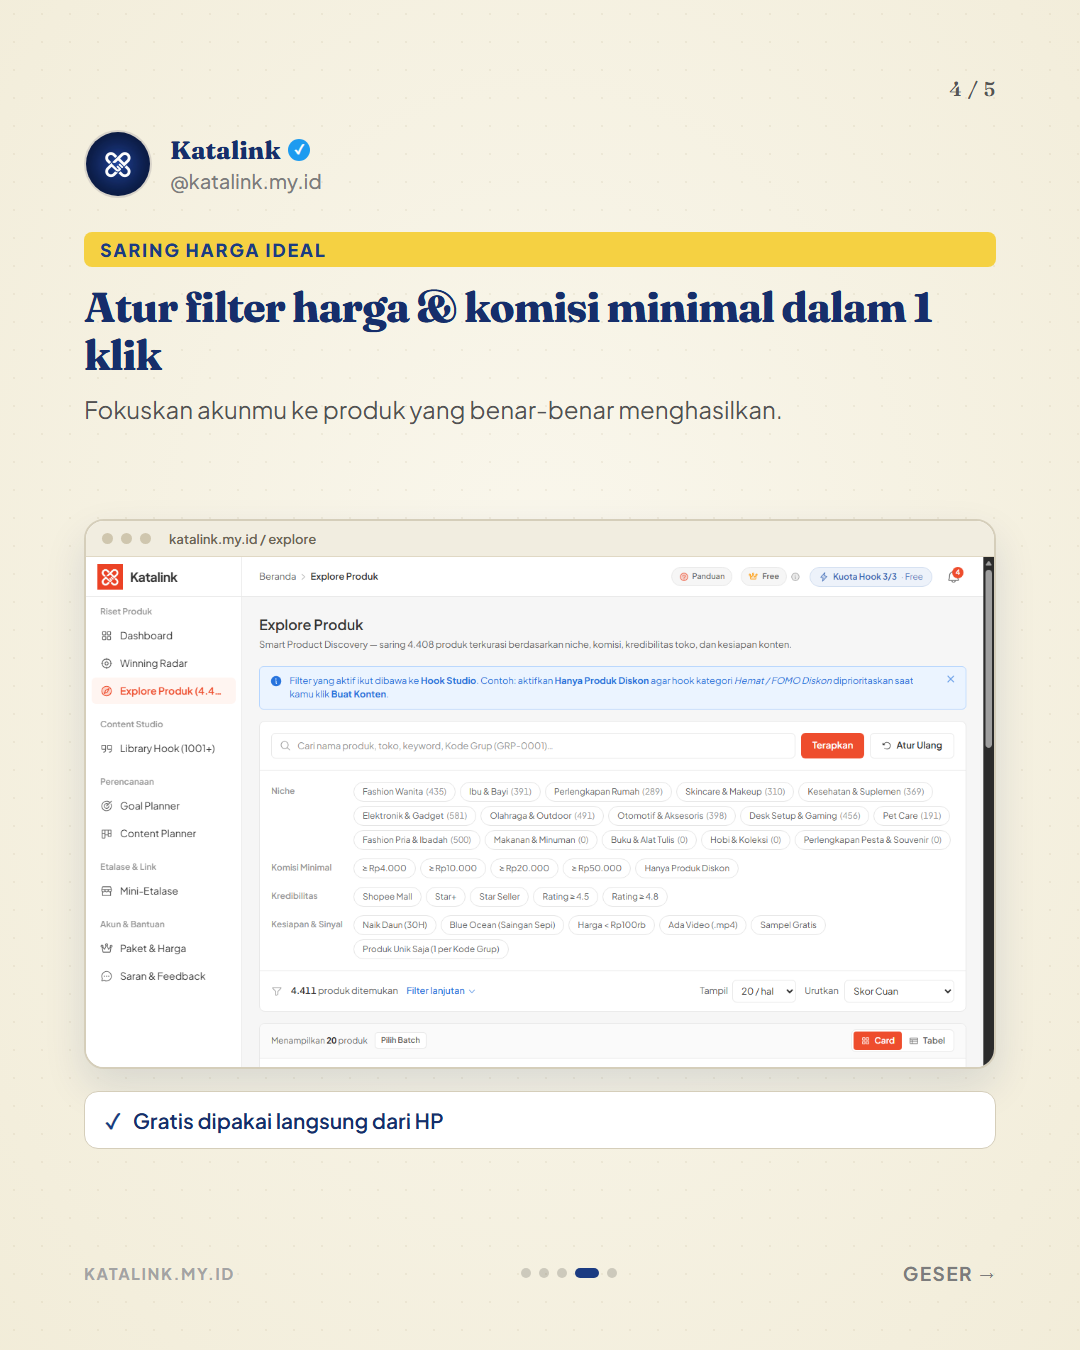 4 / 5
Katalink
@katalink.my.id
SARING HARGA IDEAL
Atur filter harga & komisi minimal dalam 1
klik
Fokuskan akunmu ke produk yang benar-benar menghasilkan.
katalink.my.id / explore
Katalink
Beranda > Explore Produk
Panduan
Free
Kuota Hook 3/3 · Free
4
Riset Produk
Dashboard
Winning Radar
Explore Produk (4.4...
Content Studio
Library Hook (1001+)
Perencanaan
Goal Planner
Content Planner
Etalase & Link
Mini-Etalase
Akun & Bantuan
Paket & Harga
Saran & Feedback
Explore Produk
Smart Product Discovery — saring 4.408 produk terkurasi berdasarkan niche, komisi, kredibilitas toko, dan kesiapan konten.
Filter yang aktif ikut dibawa ke Hook Studio. Contoh: aktifkan Hanya Produk Diskon agar hook kategori Hemat / FOMO Diskon diprioritaskan saat
kamu klik Buat Konten.
Cari nama produk, toko, keyword, Kode Grup (GRP-0001)...
Terapkan
Atur Ulang
Niche
Fashion Wanita (435) Ibu & Bayi (391) Perlengkapan Rumah (289) Skincare & Makeup (310) Kesehatan & Suplemen (369)
Elektronik & Gadget (581) Olahraga & Outdoor (491) Otomotif & Aksesoris (398) Desk Setup & Gaming (456) Pet Care (191)
Fashion Pria & Ibadah (500) Makanan & Minuman (0) Buku & Alat Tulis (0) Hobi & Koleksi (0) Perlengkapan Pesta & Souvenir (0)
Komisi Minimal
≥ Rp4.000 ≥ Rp10.000 ≥ Rp20.000 ≥ Rp50.000 Hanya Produk Diskon
Kredibilitas
Shopee Mall Star+ Star Seller Rating ≥ 4.5 Rating ≥ 4.8
Kesiapan & Sinyal
Naik Daun (30H) Blue Ocean (Saingan Sepi) Harga < Rp100rb Ada Video (.mp4) Sampel Gratis
Produk Unik Saja (1 per Kode Grup)
4.411 produk ditemukan Filter lanjutan
Tampil 20 / hal Urutkan Skor Cuan
Menampilkan 20 produk Pilih Batch
Card Tabel
✓ Gratis dipakai langsung dari HP
KATALINK.MY.ID
GESER →